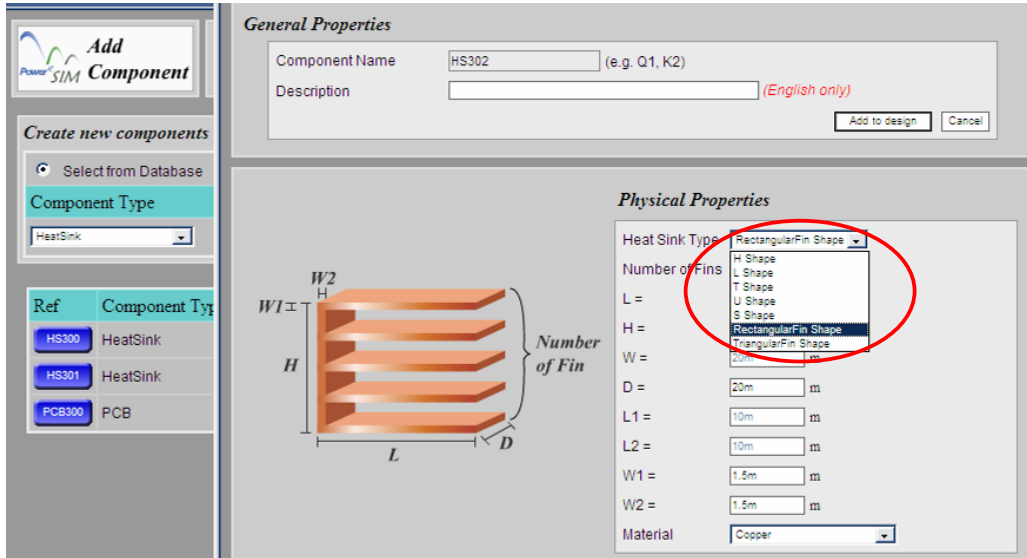 Add
PowerESIM Component
Create new components
Select from Database
Component Type
HeatSink
Ref Component Typ
HS300 HeatSink
HS301 HeatSink
PCB300 PCB
General Properties
Component Name HS302 (e.g. Q1, K2)
Description (English only)
Add to design Cancel
W2
W1
H
Number
of Fin
L
D
Physical Properties
Heat Sink Type RectangularFin Shape
H Shape
Number of Fins
L Shape
T Shape
L =
U Shape
S Shape
H =
RectangularFin Shape
TriangularFin Shape
W = 20m m
D = 20m m
L1 = 10m m
L2 = 10m m
W1 = 1.5m m
W2 = 1.5m m
Material Copper